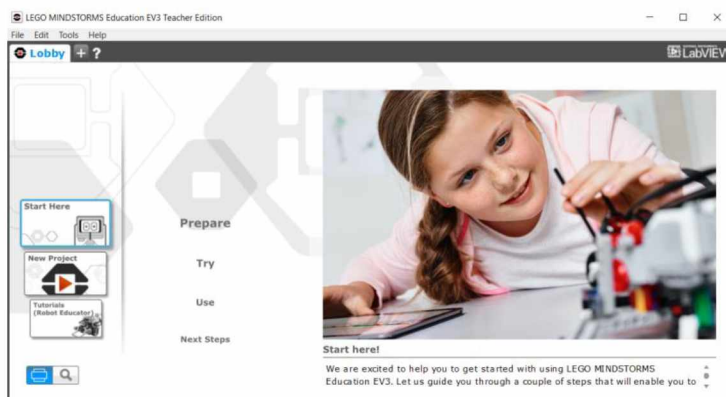 LEGO MINDSTORMS Education EV3 Teacher Edition
File Edit Tools Help
Lobby + ?
LabVIEW
Start Here
New Project
Tutorials
(Robot Educator)
Prepare
Try
Use
Next Steps
Start here!
We are excited to help you to get started with using LEGO MINDSTORMS
Education EV3. Let us guide you through a couple of steps that will enable you to